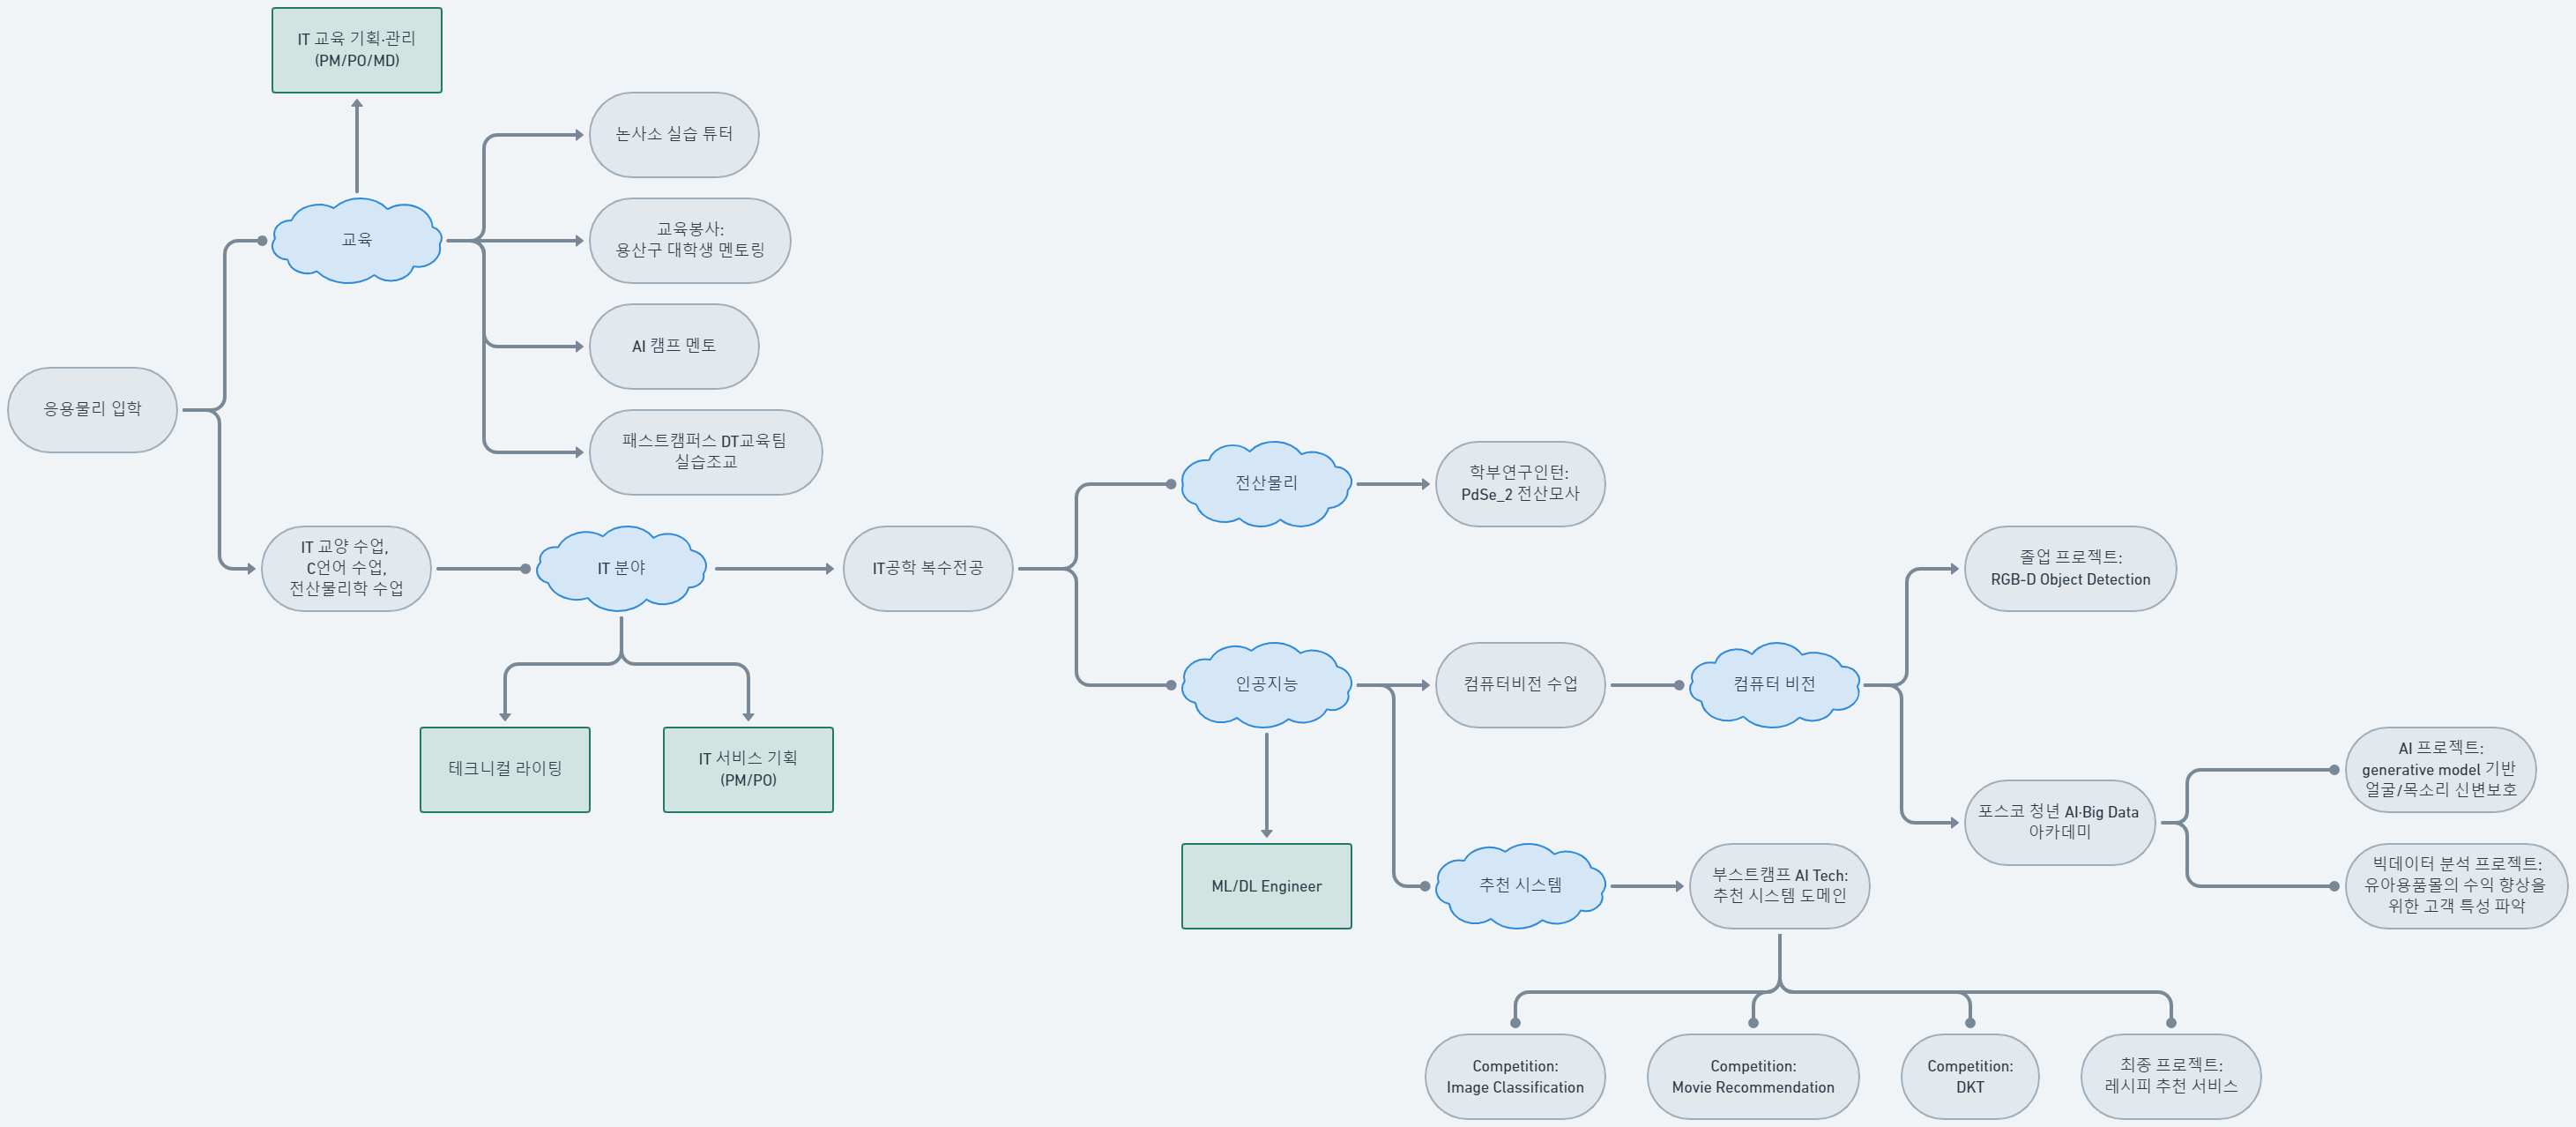 IT 교육 기획·관리
(PM/PO/MD)
논사소 실습 튜터
교육
교육봉사:
용산구 대학생 멘토링
AI 캠프 멘토
응용물리 입학
패스트캠퍼스 DT교육팀
실습조교
IT 교양 수업,
C언어 수업,
전산물리학 수업
IT 분야
IT공학 복수전공
테크니컬 라이팅
IT 서비스 기획
(PM/PO)
전산물리
학부연구인턴:
PdSe_2 전산모사
인공지능
컴퓨터비전 수업
컴퓨터 비전
졸업 프로젝트:
RGB-D Object Detection
포스코 청년 AI·Big Data
아카데미
AI 프로젝트:
generative model 기반
얼굴/목소리 신변보호
빅데이터 분석 프로젝트:
유아용품몰의 수익 향상을
위한 고객 특성 파악
ML/DL Engineer
추천 시스템
부스트캠프 AI Tech:
추천 시스템 도메인
Competition:
Image Classification
Competition:
Movie Recommendation
Competition:
DKT
최종 프로젝트:
레시피 추천 서비스